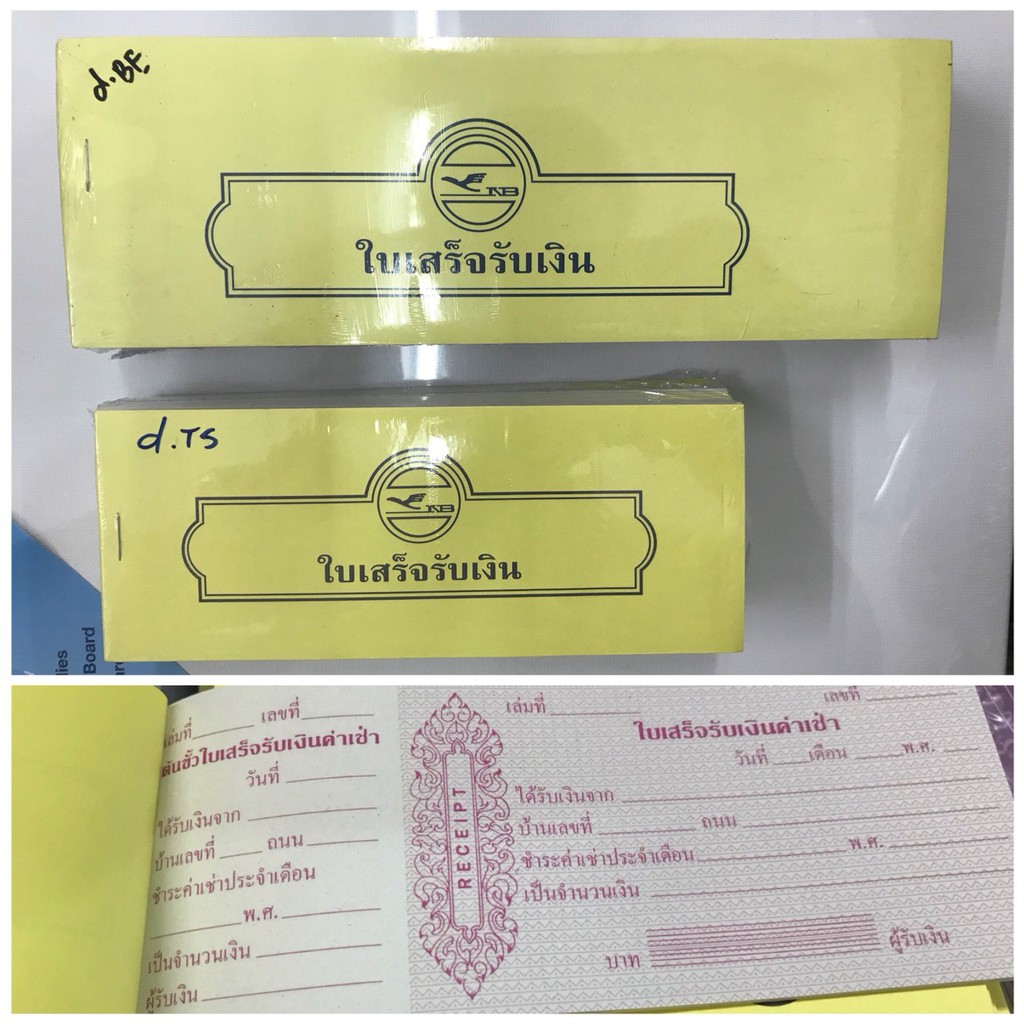 d.BE
NB
ใบเสร็จรับเงิน
d.TS
NB
ใบเสร็จรับเงิน
Board
เล่มที่ เลขที่
ต้นขั้วใบเสร็จรับเงินค่าเช่า
วันที่
ได้รับเงินจาก
บ้านเลขที่ ถนน
ชำระค่าเช่าประจำเดือน
พ.ศ.
เป็นจำนวนเงิน
ผู้รับเงิน
RECEIPT
เล่มที่ เลขที่
ใบเสร็จรับเงินค่าเช่า
วันที่ เดือน พ.ศ.
ได้รับเงินจาก
บ้านเลขที่ ถนน
ชำระค่าเช่าประจำเดือน พ.ศ.
เป็นจำนวนเงิน
บาท ผู้รับเงิน